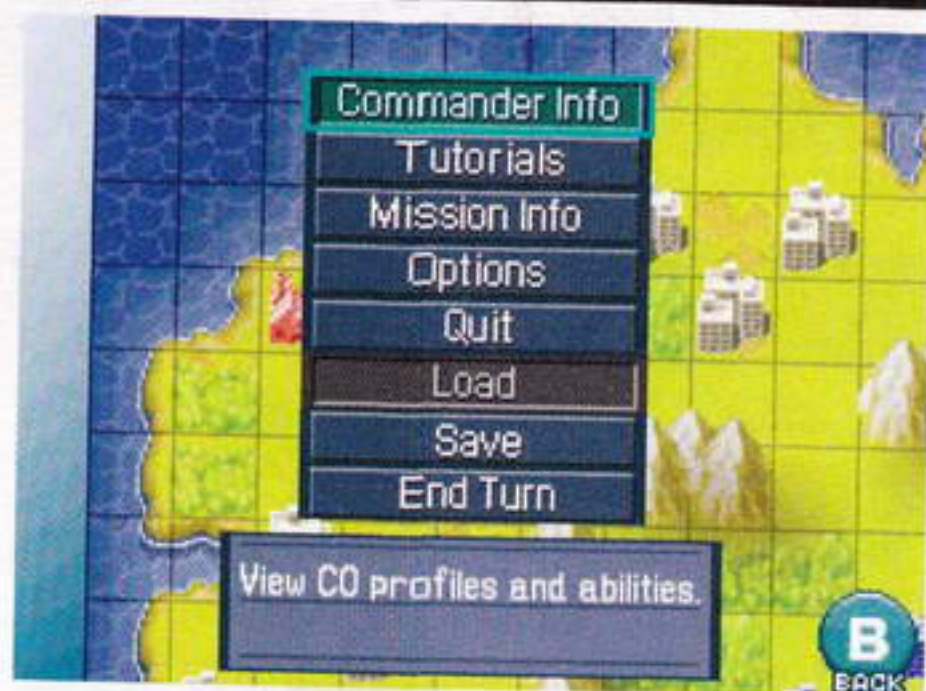 Commander Info
Tutorials
Mission Info
Options
Quit
Load
Save
End Turn
View CO profiles and abilities.
B
BACK